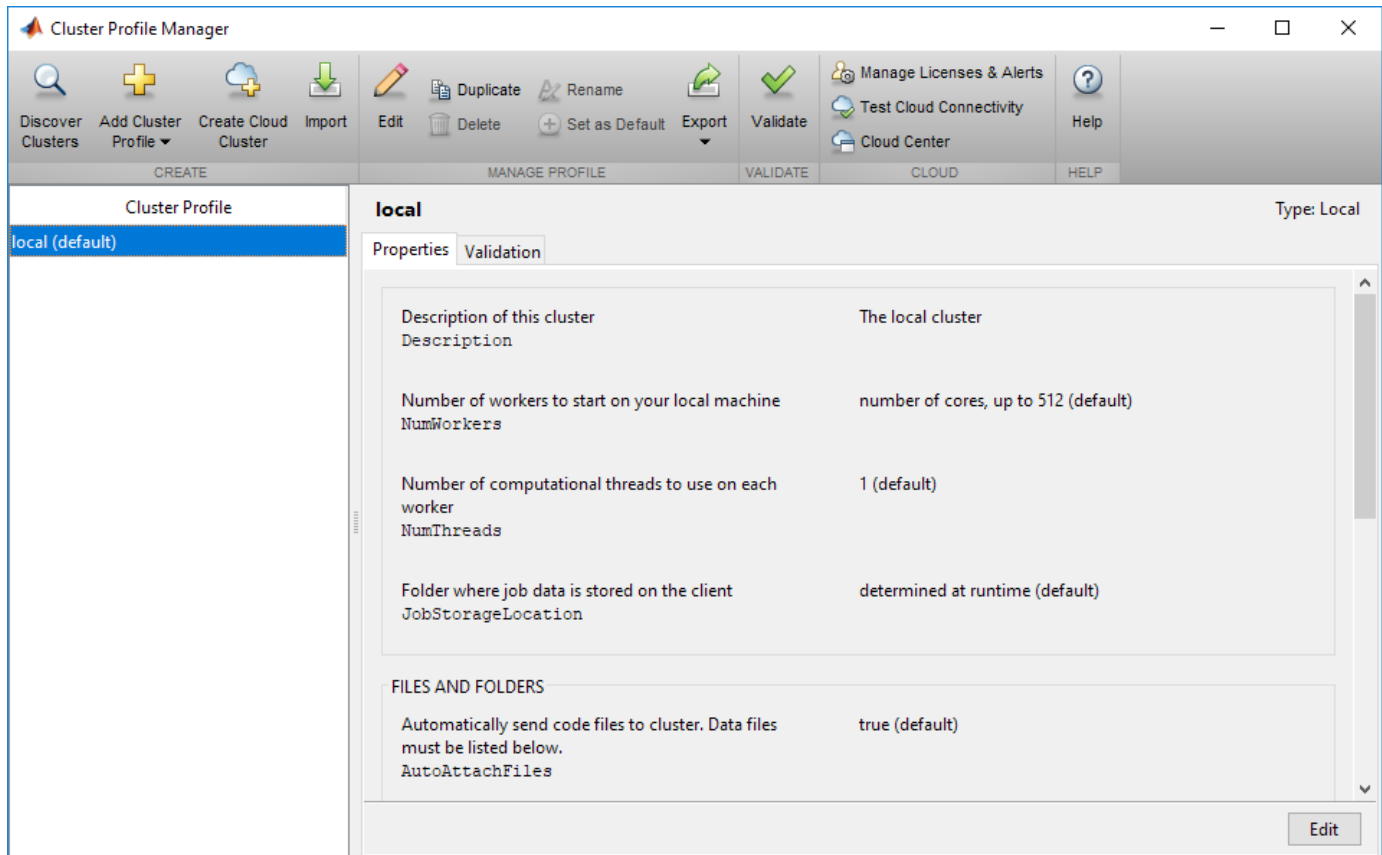 Cluster Profile Manager
Discover Clusters
Add Cluster Profile
Create Cloud Cluster
Import
Edit
Duplicate
Delete
Rename
Set as Default
Export
Validate
Manage Licenses & Alerts
Test Cloud Connectivity
Cloud Center
Help
CREATE
MANAGE PROFILE
VALIDATE
CLOUD
HELP
Cluster Profile
local (default)
local
Type: Local
Properties
Validation
Description of this cluster
The local cluster
Description
Number of workers to start on your local machine
number of cores, up to 512 (default)
NumWorkers
Number of computational threads to use on each
1 (default)
worker
NumThreads
Folder where job data is stored on the client
determined at runtime (default)
JobStorageLocation
FILES AND FOLDERS
Automatically send code files to cluster. Data files
true (default)
must be listed below.
AutoAttachFiles
Edit